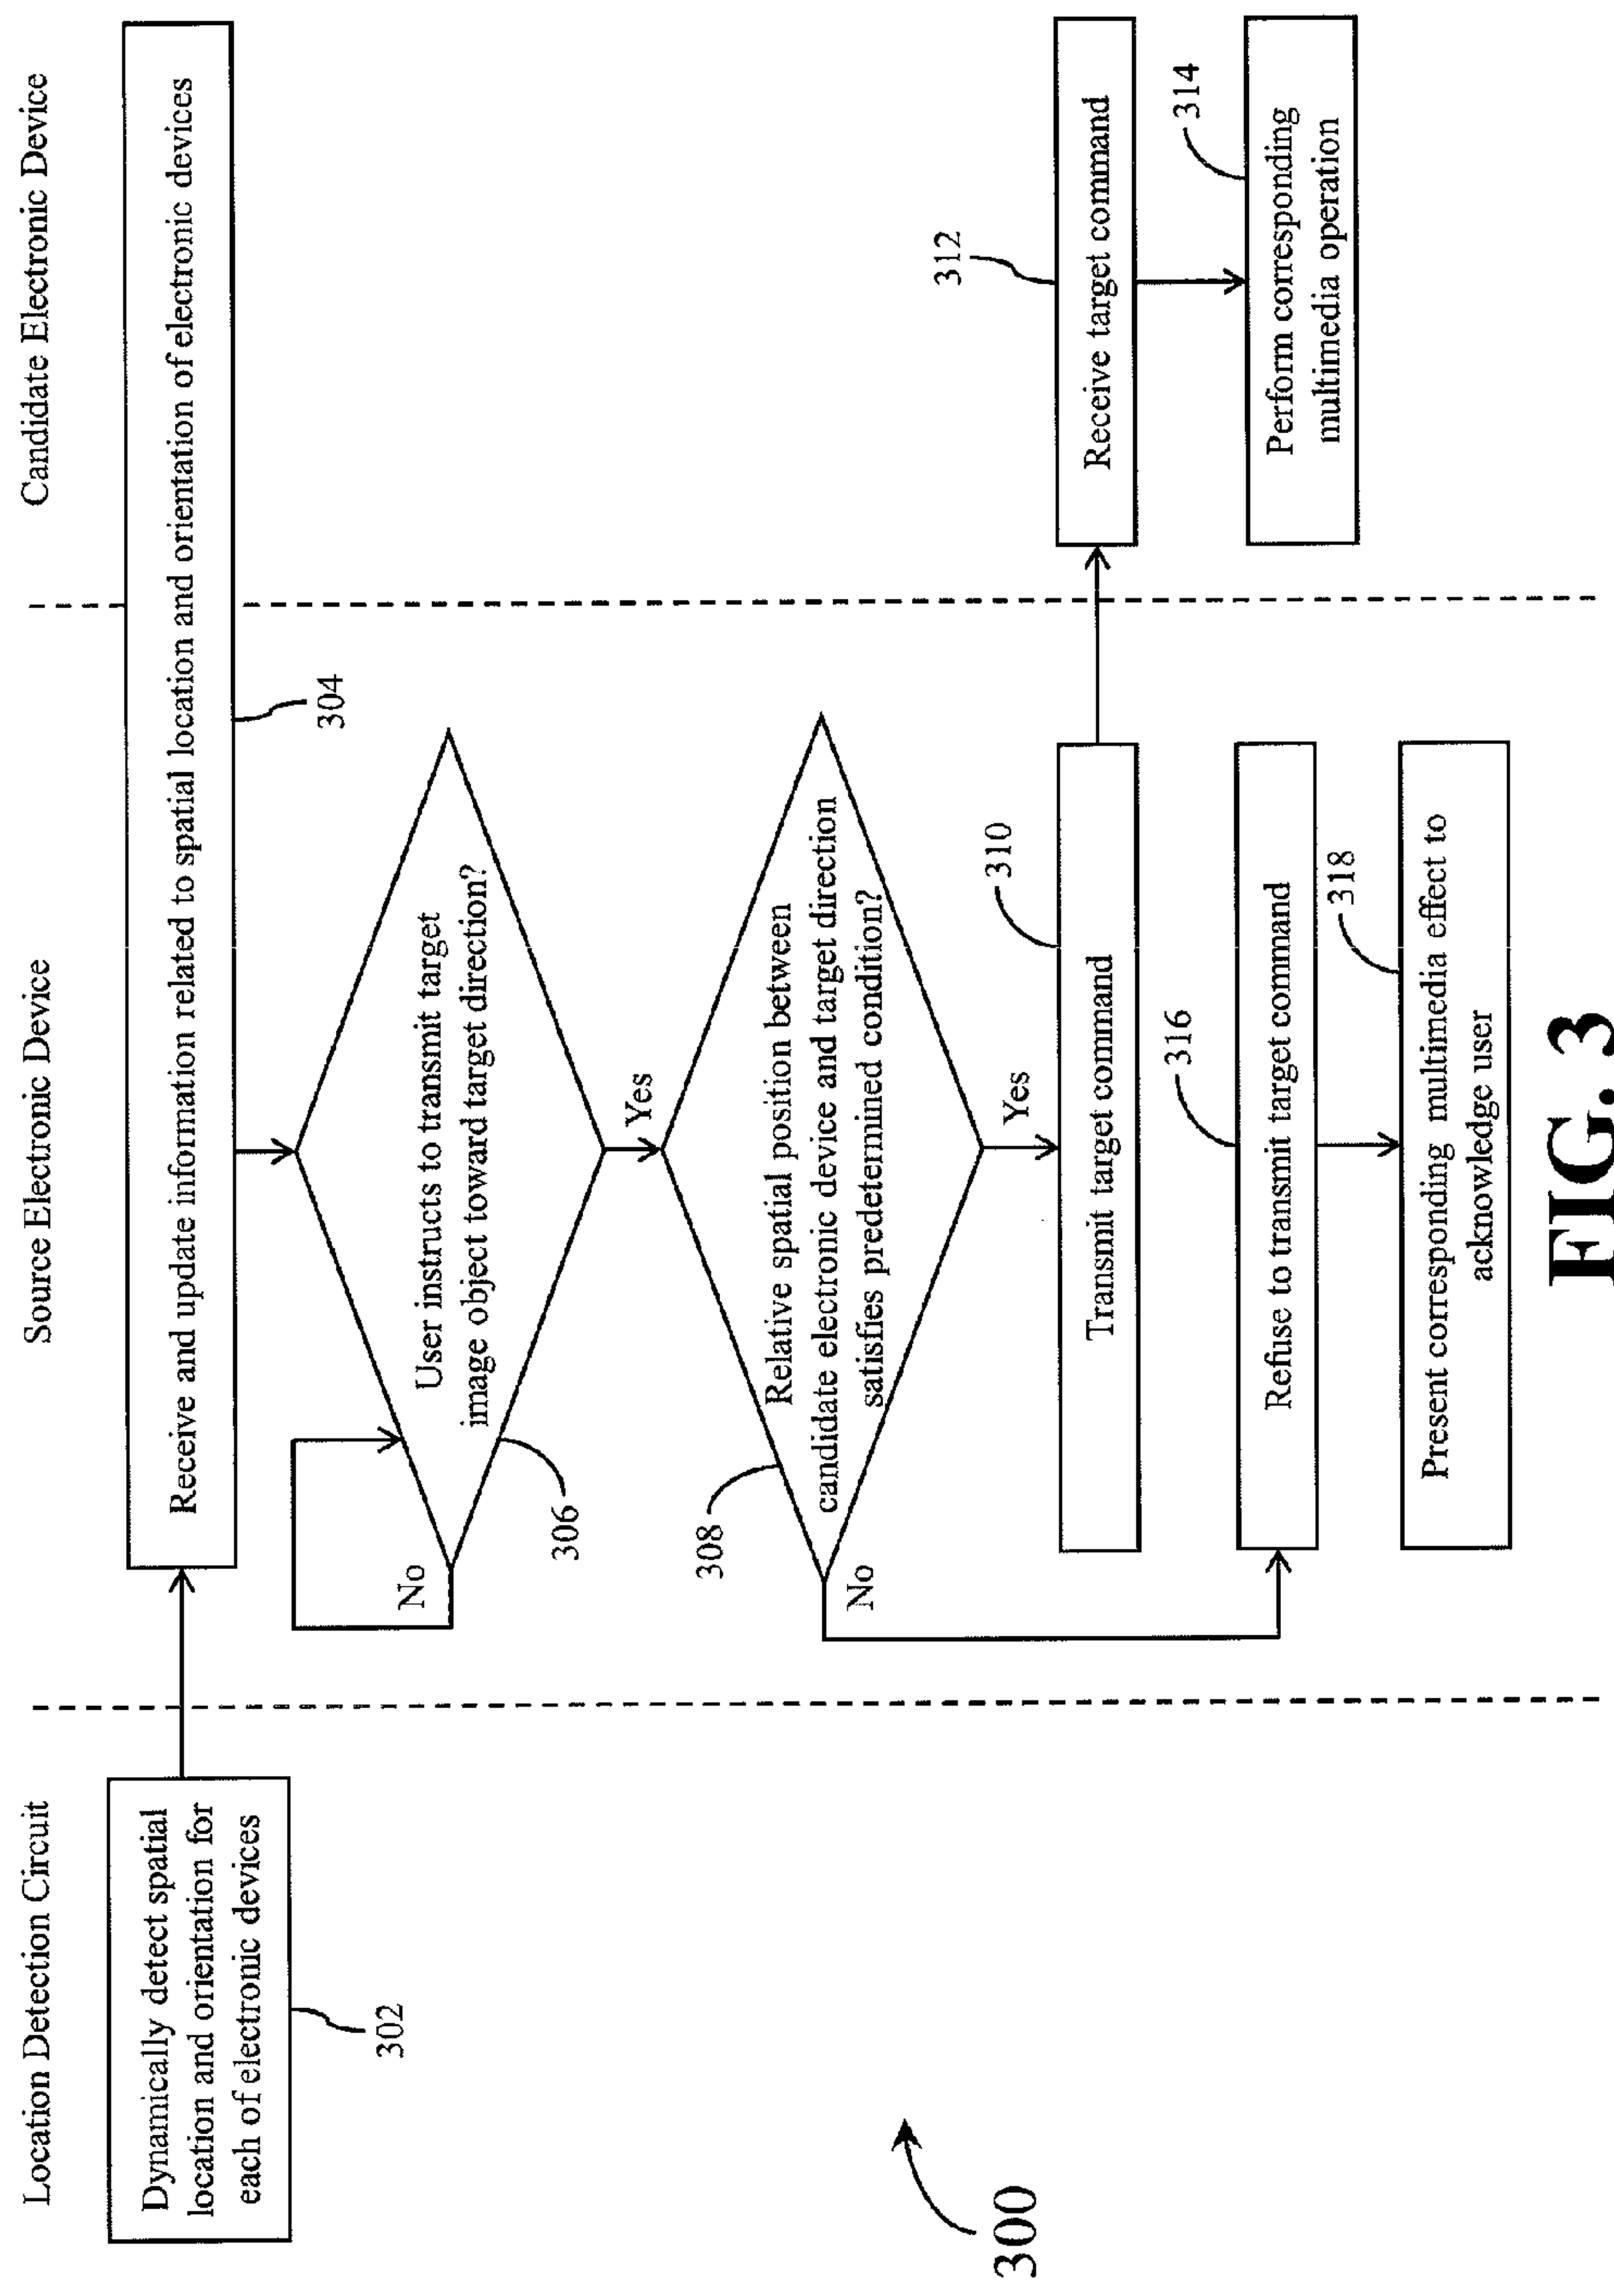 Location Detection Circuit
Source Electronic Device
Candidate Electronic Device
Dynamically detect spatial
location and orientation for
each of electronic devices
302
Receive and update information related to spatial location and orientation of electronic devices
304
User instructs to transmit target
image object toward target direction?
No
306
Yes
Relative spatial position between
candidate electronic device and target direction
satisfies predetermined condition?
308
No
Yes
310
Transmit target command
312
Receive target command
314
Perform corresponding
multimedia operation
316
Refuse to transmit target command
318
Present corresponding multimedia effect to
acknowledge user
300
FIG. 3